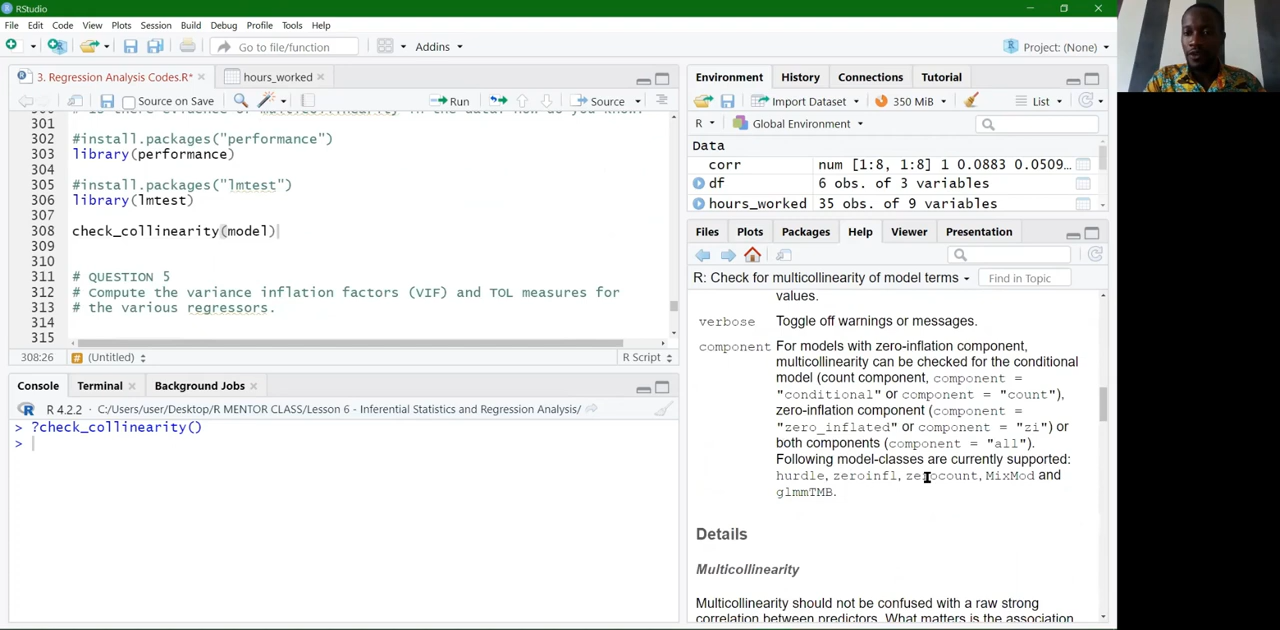 RStudio
File Edit Code View Plots Session Build Debug Profile Tools Help
Go to file/function
Addins
Project: (None)
3. Regression Analysis Codes.R*
hours_worked
Source on Save
Run
Source
301
302 #install.packages("performance")
303 library(performance)
304
305 #install.packages("lmtest")
306 library(lmtest)
307
308 check_collinearity(model)
309
310
311 # QUESTION 5
312 # Compute the variance inflation factors (VIF) and TOL measures for
313 # the various regressors.
314
315
308:26 (Untitled) R Script
Console Terminal Background Jobs
R 4.2.2 · C:/Users/user/Desktop/R MENTOR CLASS/Lesson 6 - Inferential Statistics and Regression Analysis/
> ?check_collinearity()
>
Environment History Connections Tutorial
Import Dataset 350 MiB List
R Global Environment
Data
corr num [1:8, 1:8] 1 0.0883 0.0509…
df 6 obs. of 3 variables
hours_worked 35 obs. of 9 variables
Files Plots Packages Help Viewer Presentation
R: Check for multicollinearity of model terms Find in Topic
values.
verbose Toggle off warnings or messages.
component For models with zero-inflation component,
multicollinearity can be checked for the conditional
model (count component, component =
"conditional" or component = "count"),
zero-inflation component (component =
"zero_inflated" or component = "zi") or
both components (component = "all").
Following model-classes are currently supported:
hurdle, zeroinfl, zerocount, MixMod and
glmmTMB.
Details
Multicollinearity
Multicollinearity should not be confused with a raw strong
correlation between predictors. What matters is the association